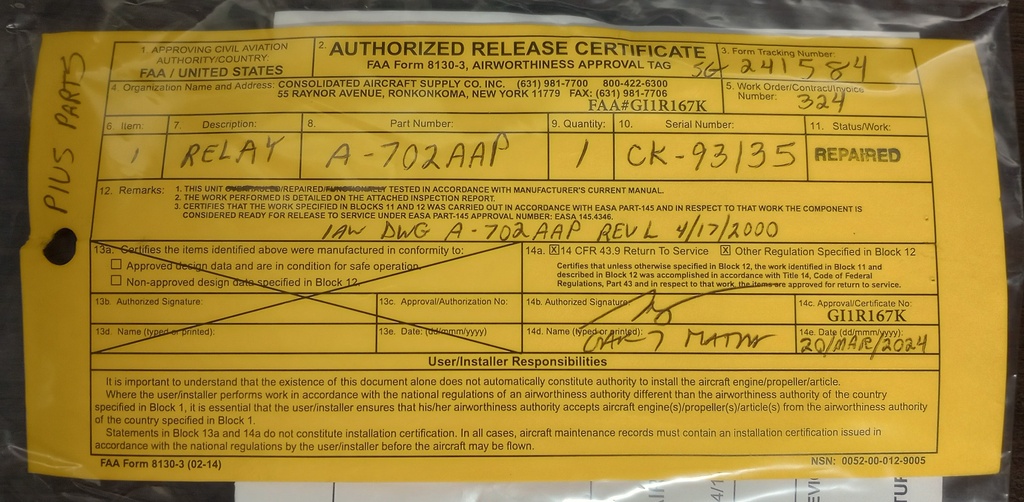 PIUS PARTS
1. APPROVING CIVIL AVIATION
AUTHORITY/COUNTRY:
FAA / UNITED STATES
2. AUTHORIZED RELEASE CERTIFICATE
FAA Form 8130-3, AIRWORTHINESS APPROVAL TAG
3. Form Tracking Number:
SG 241584
4. Organization Name and Address: CONSOLIDATED AIRCRAFT SUPPLY CO. INC. (631) 981-7700 800-422-6300
55 RAYNOR AVENUE, RONKONKOMA, NEW YORK 11779 FAX: (631) 981-7706
FAA#GI1R167K
5. Work Order/Contract/Invoice
Number: 324
6. Item: 7. Description: 8. Part Number: 9. Quantity: 10. Serial Number: 11. Status/Work:
1 RELAY A-702AAP 1 CK-93135 REPAIRED
12. Remarks: 1. THIS UNIT OVERHAULED/REPAIRED/FUNCTIONALLY TESTED IN ACCORDANCE WITH MANUFACTURER'S CURRENT MANUAL.
2. THE WORK PERFORMED IS DETAILED ON THE ATTACHED INSPECTION REPORT.
3. CERTIFIES THAT THE WORK SPECIFIED IN BLOCKS 11 AND 12 WAS CARRIED OUT IN ACCORDANCE WITH EASA PART-145 AND IN RESPECT TO THAT WORK THE COMPONENT IS
CONSIDERED READY FOR RELEASE TO SERVICE UNDER EASA PART-145 APPROVAL NUMBER: EASA 145.4346.
IAW DWG A-702AAP REV L 4/17/2000
13a. Certifies the items identified above were manufactured in conformity to:
Approved design data and are in condition for safe operation.
Non-approved design data specified in Block 12.
14a. X 14 CFR 43.9 Return To Service X Other Regulation Specified in Block 12
Certifies that unless otherwise specified in Block 12, the work identified in Block 11 and
described in Block 12 was accomplished in accordance with Title 14, Code of Federal
Regulations, Part 43 and in respect to that work, the items are approved for return to service.
13b. Authorized Signature: 13c. Approval/Authorization No:
14b. Authorized Signature: 14c. Approval/Certificate No:
GI1R167K
13d. Name (typed or printed): 13e. Date: (dd/mmm/yyyy)
14d. Name (typed or printed): 14e. Date (dd/mmm/yyyy):
20/MAR/2024
User/Installer Responsibilities
It is important to understand that the existence of this document alone does not automatically constitute authority to install the aircraft engine/propeller/article.
Where the user/installer performs work in accordance with the national regulations of an airworthiness authority different than the airworthiness authority of the country
specified in Block 1, it is essential that the user/installer ensures that his/her airworthiness authority accepts aircraft engine(s)/propeller(s)/article(s) from the airworthiness authority
of the country specified in Block 1.
Statements in Block 13a and 14a do not constitute installation certification. In all cases, aircraft maintenance records must contain an installation certification issued in
accordance with the national regulations by the user/installer before the aircraft may be flown.
FAA Form 8130-3 (02-14) NSN: 0052-00-012-9005